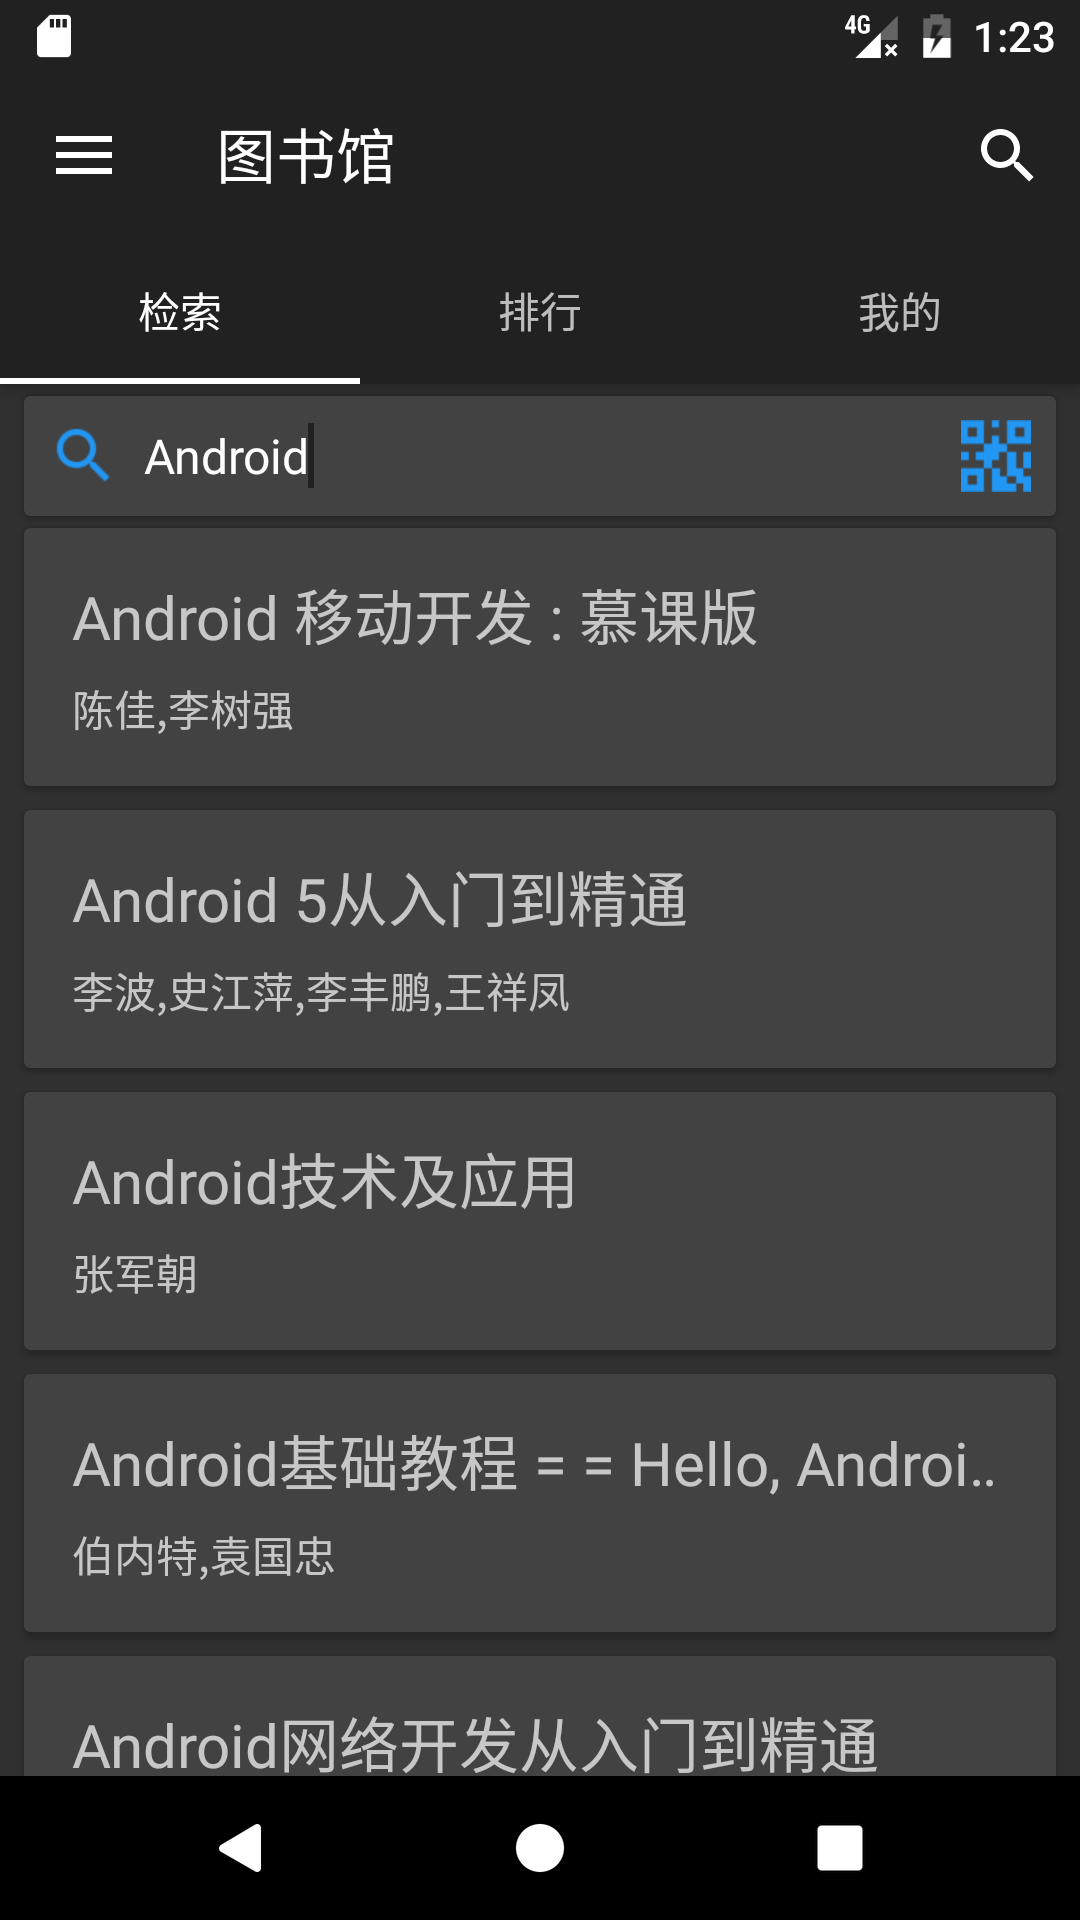 4G 1:23
图书馆
检索 排行 我的
Android
Android 移动开发 : 慕课版
陈佳,李树强
Android 5从入门到精通
李波,史江萍,李丰鹏,王祥凤
Android技术及应用
张军朝
Android基础教程 = = Hello, Androi..
伯内特,袁国忠
Android网络开发从入门到精通